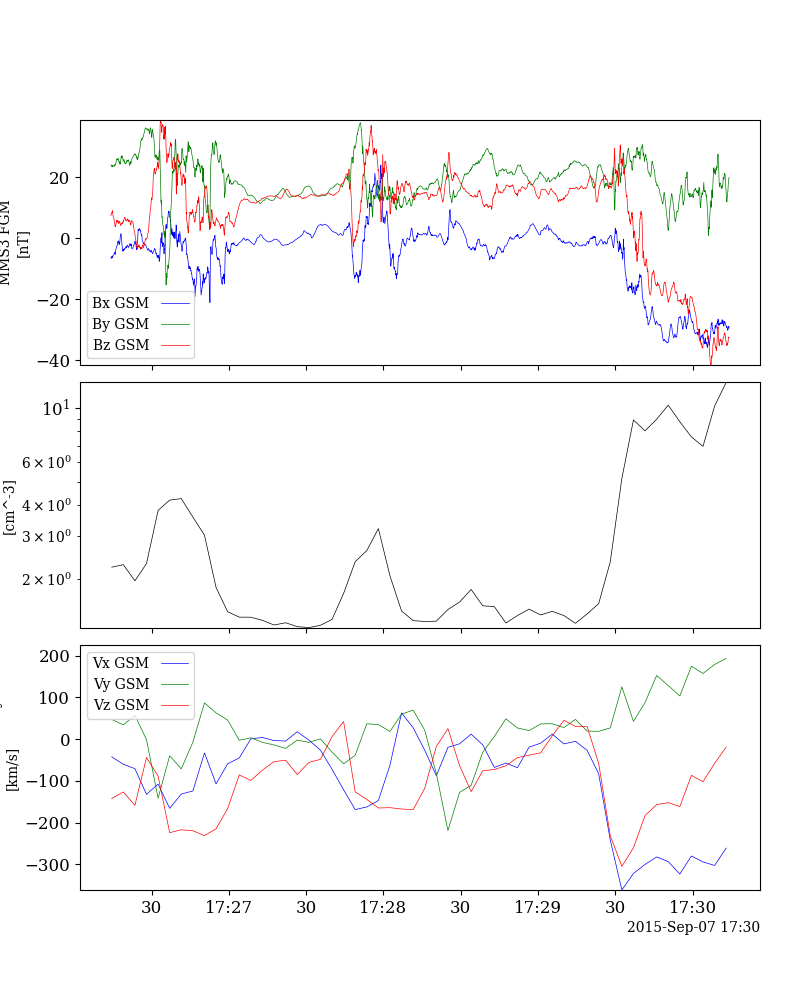 MMS3 FGM
[nT]
20
0
−20
−40
Bx GSM
By GSM
Bz GSM
[cm^-3]
10¹
6 × 10⁰
4 × 10⁰
3 × 10⁰
2 × 10⁰
[km/s]
200
100
0
−100
−200
−300
Vx GSM
Vy GSM
Vz GSM
30 17:27 30 17:28 30 17:29 30 17:30
2015-Sep-07 17:30